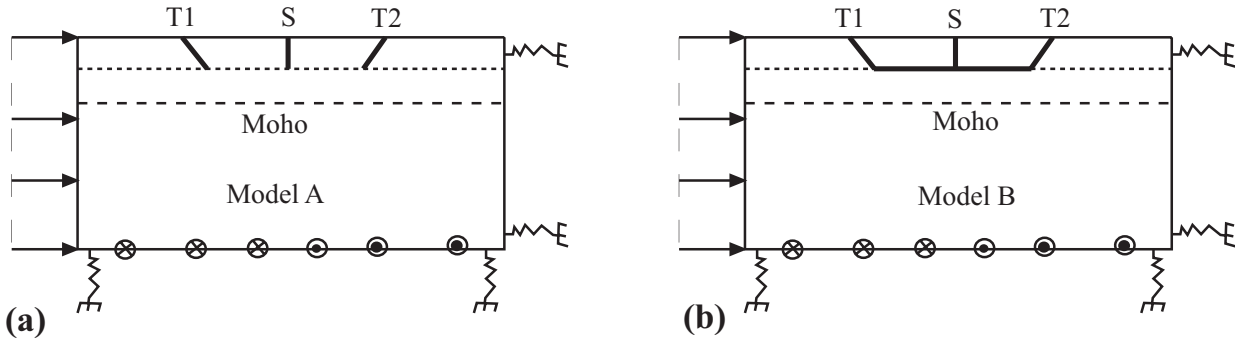 T1 S T2
Moho
Model A
(a)
T1 S T2
Moho
Model B
(b)